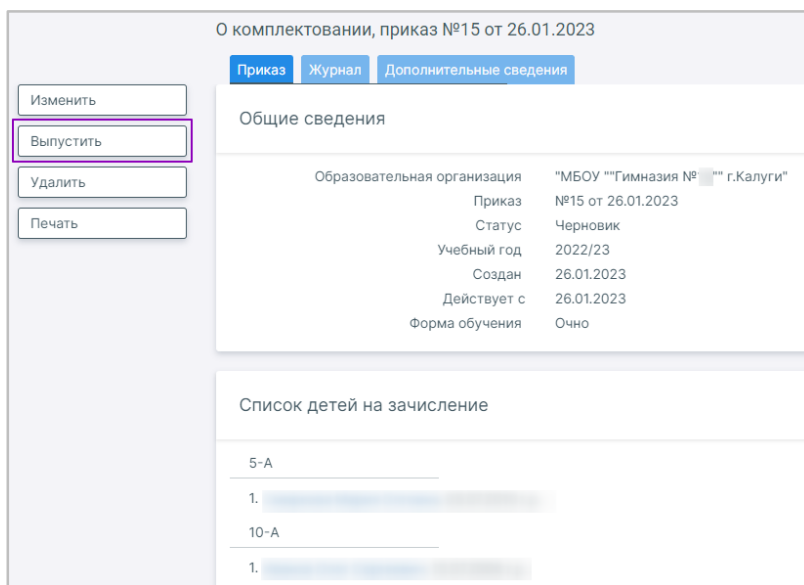 О комплектовании, приказ №15 от 26.01.2023
Приказ Журнал Дополнительные сведения
Изменить
Выпустить
Удалить
Печать
Общие сведения
Образовательная организация "МБОУ ""Гимназия № "" г.Калуги"
Приказ №15 от 26.01.2023
Статус Черновик
Учебный год 2022/23
Создан 26.01.2023
Действует с 26.01.2023
Форма обучения Очно
Список детей на зачисление
5-А
1.
10-А
1.